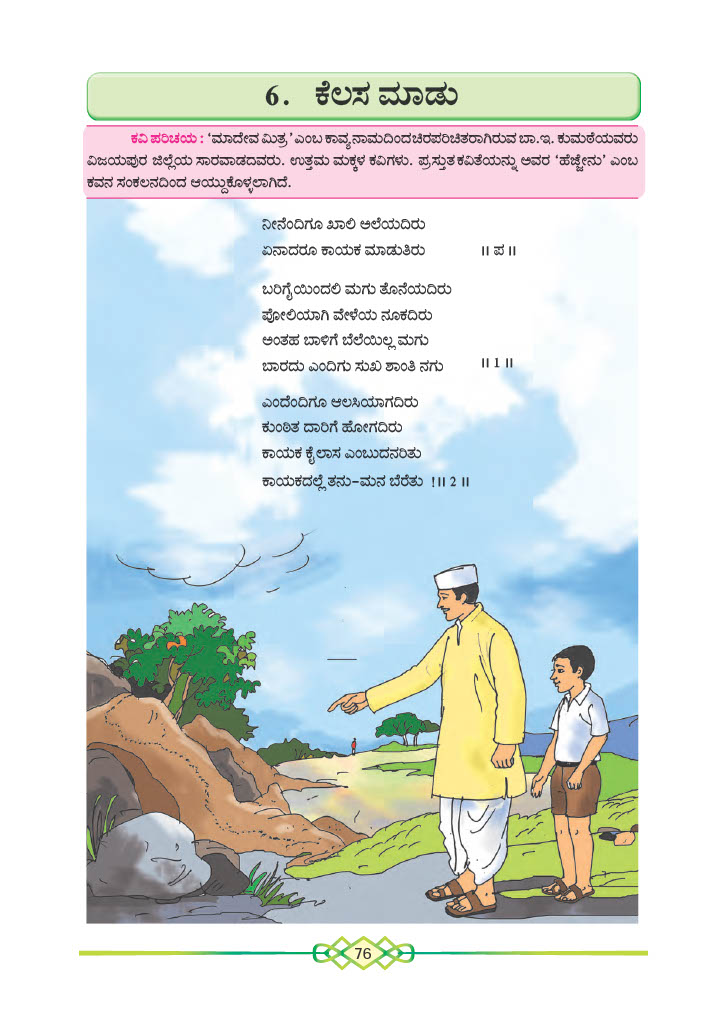 6. ಕೆಲಸ ಮಾಡು
ಕವಿ ಪರಿಚಯ : ‘ಮಾದೇವ ಮಿತ್ರ’ ಎಂಬ ಕಾವ್ಯನಾಮದಿಂದ ಚಿರಪರಿಚಿತರಾಗಿರುವ ಬಾ.ಇ. ಕುಮಠೆಯವರು
ವಿಜಯಪುರ ಜಿಲ್ಲೆಯ ಸಾರವಾಡದವರು. ಉತ್ತಮ ಮಕ್ಕಳ ಕವಿಗಳು. ಪ್ರಸ್ತುತ ಕವಿತೆಯನ್ನು ಅವರ ‘ಹೆಜ್ಜೇನು’ ಎಂಬ
ಕವನ ಸಂಕಲನದಿಂದ ಆಯ್ದುಕೊಳ್ಳಲಾಗಿದೆ.
ನೀನೆಂದಿಗೂ ಖಾಲಿ ಅಲೆಯದಿರು
ಏನಾದರೂ ಕಾಯಕ ಮಾಡುತಿರು ॥ ಪ ॥
ಬರಿಗೈಯಿಂದಲಿ ಮಗು ತೊನೆಯದಿರು
ಪೋಲಿಯಾಗಿ ವೇಳೆಯ ನೂಕದಿರು
ಅಂತಹ ಬಾಳಿಗೆ ಬೆಲೆಯಿಲ್ಲ ಮಗು
ಬಾರದು ಎಂದಿಗು ಸುಖ ಶಾಂತಿ ನಗು ॥ 1 ॥
ಎಂದೆಂದಿಗೂ ಆಲಸಿಯಾಗದಿರು
ಕುಂಠಿತ ದಾರಿಗೆ ಹೋಗದಿರು
ಕಾಯಕ ಕೈಲಾಸ ಎಂಬುದನರಿತು
ಕಾಯಕದಲ್ಲೆ ತನು-ಮನ ಬೆರೆತು !॥ 2 ॥
76